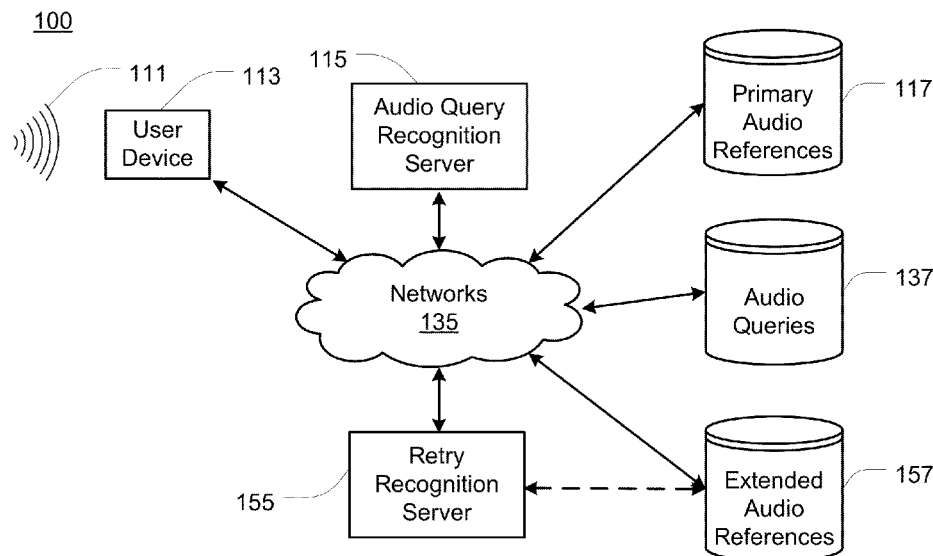 100
111
113
User
Device
115
Audio Query
Recognition
Server
Primary
Audio
References
117
Networks
135
Audio
Queries
137
155
Retry
Recognition
Server
Extended
Audio
References
157